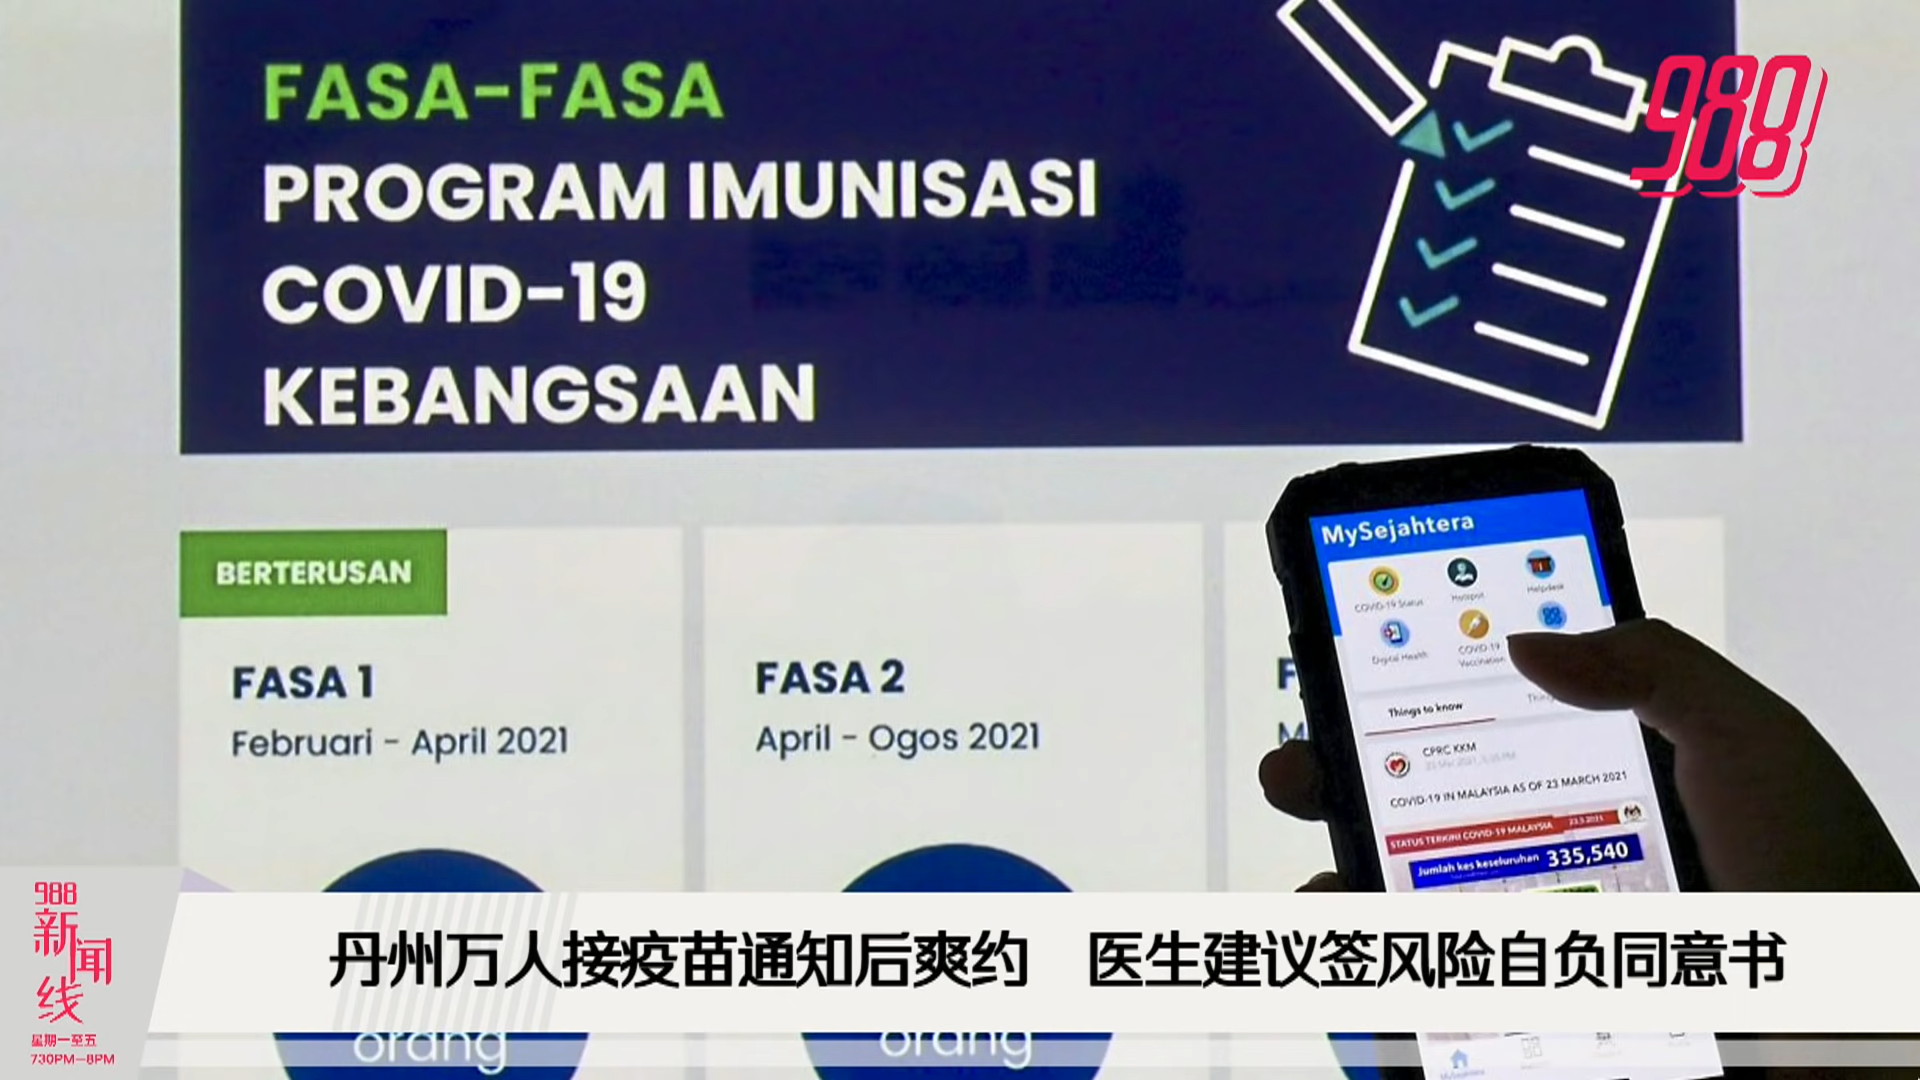 FASA-FASA
PROGRAM IMUNISASI
COVID-19
KEBANGSAAN
988
BERTERUSAN
FASA 1
Februari - April 2021
FASA 2
April - Ogos 2021
F
M
MySejahtera
COVID-19 Status
Hotspot
Helpdesk
Digital Health
COVID-19
Vaccination
Things to know
CPRC KKM
COVID-19 IN MALAYSIA AS OF 23 MARCH 2021
STATUS TERKINI COVID-19 MALAYSIA 23.3.2021
Jumlah kes keseluruhan 335,540
988
新闻线
星期一至五
730PM-8PM
丹州万人接疫苗通知后爽约 医生建议签风险自负同意书
orang
orang